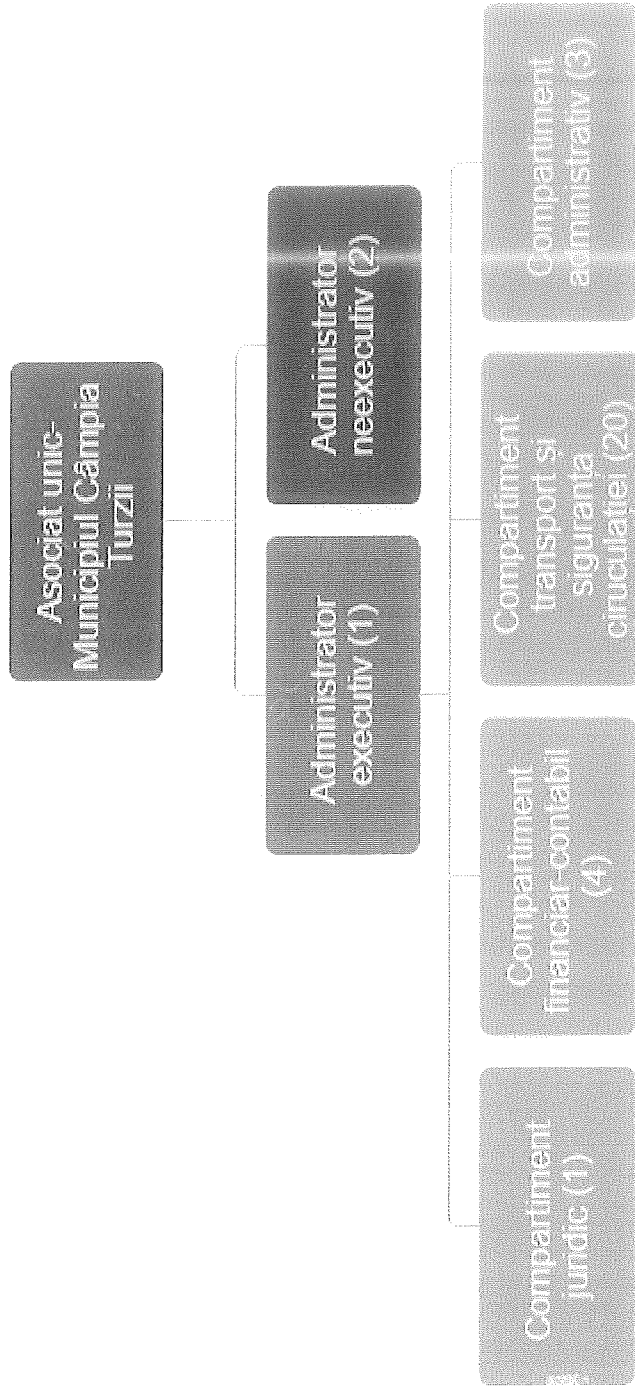 Asociat unic-
Municipiul Câmpia
Turzii
Administrator
executiv (1)
Administrator
neexecutiv (2)
Compartiment
juridic (1)
Compartiment
financiar-contabil
(4)
Compartiment
transport și
siguranța
ciruculației (20)
Compartiment
administrativ (3)